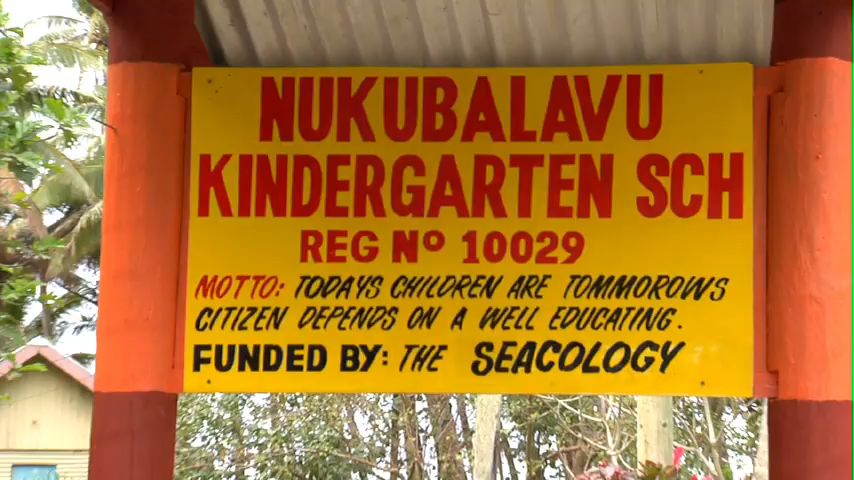 NUKUBALAVU
KINDERGARTEN SCH
REG Nº 10029
MOTTO: TODAYS CHILDREN ARE TOMMOROWS
CITIZEN DEPENDS ON A WELL EDUCATING.
FUNDED BY: THE SEACOLOGY